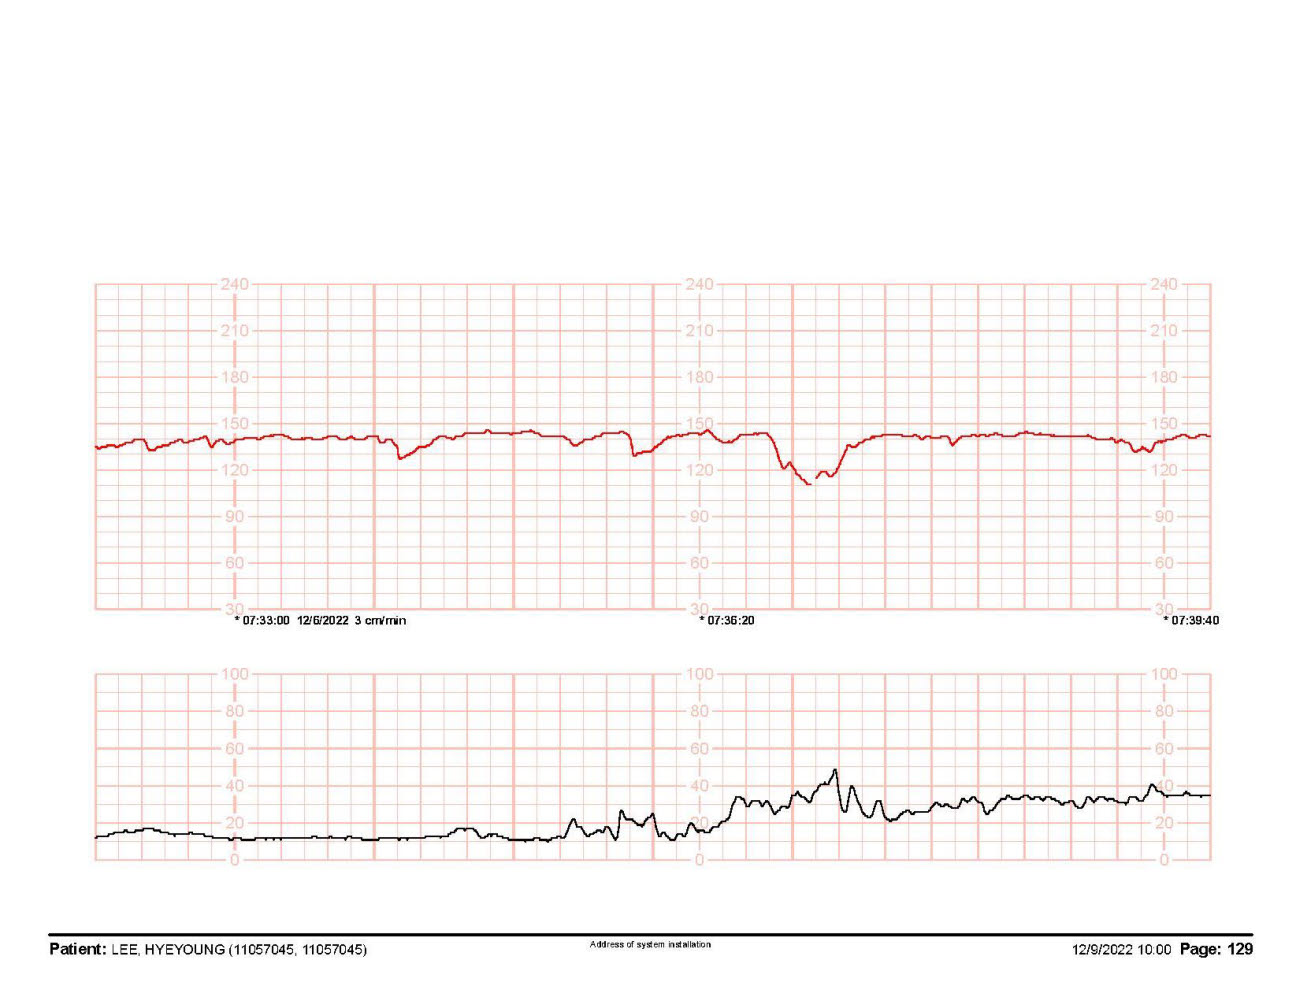 240 240 240
210 210 210
180 180 180
150 150 150
120 120 120
90 90 90
60 60 60
30 30 30
* 07:33:00 12/6/2022 3 cm/min * 07:36:20 * 07:39:40
100 100 100
80 80 80
60 60 60
40 40 40
20 20 20
0 0 0
Patient: LEE, HYEYOUNG (11057045, 11057045) Address of system installation 12/9/2022 10:00 Page: 129